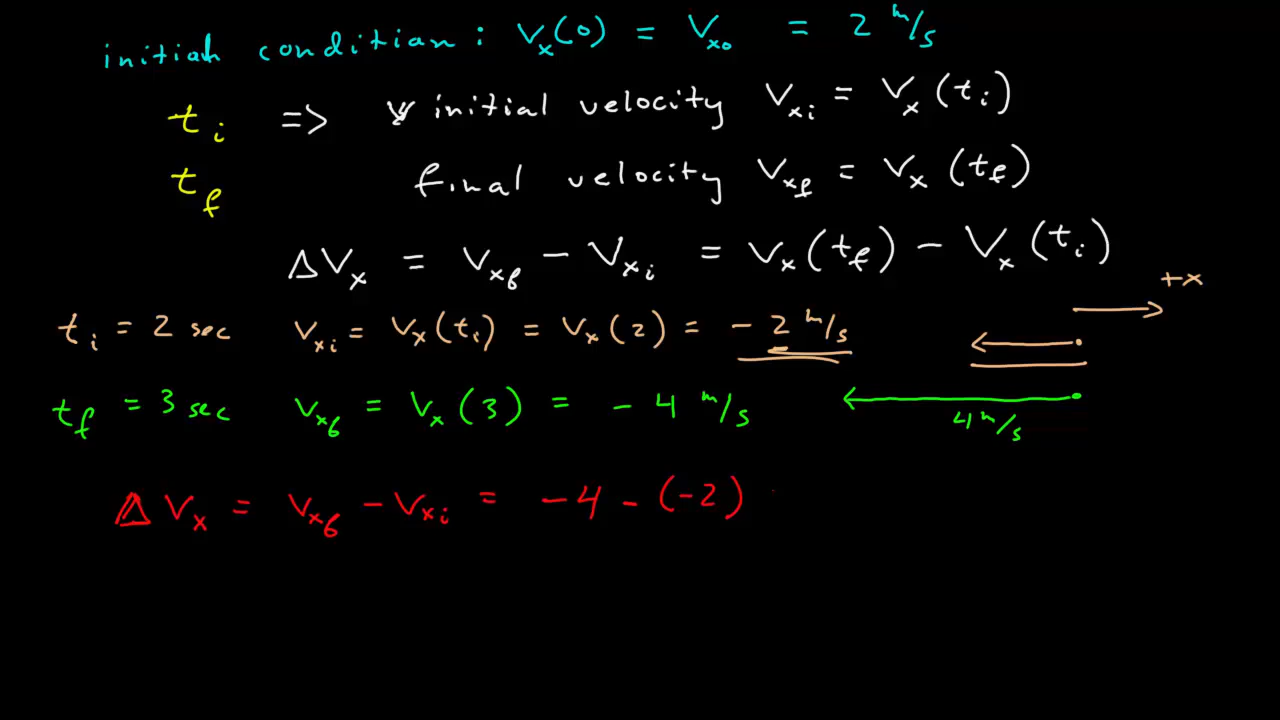 initiah conditian: Vx(0) = Vx0 = 2 m/s
ti => initial velocity Vxi = Vx(ti)
tf final velocity Vxf = Vx(tf)
ΔVx = Vxf - Vxi = Vx(tf) - Vx(ti)
+x
ti = 2 sec Vxi = Vx(ti) = Vx(2) = -2 m/s
tf = 3 sec Vxf = Vx(3) = -4 m/s
4 m/s
ΔVx = Vxf - Vxi = -4 - (-2)